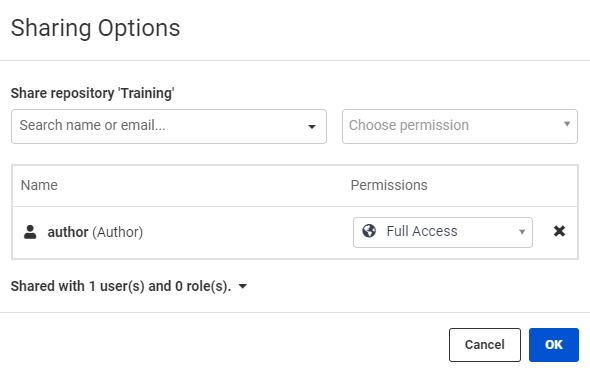 Sharing Options
Share repository 'Training'
Search name or email... Choose permission
Name Permissions
author (Author) Full Access
Shared with 1 user(s) and 0 role(s).
Cancel OK